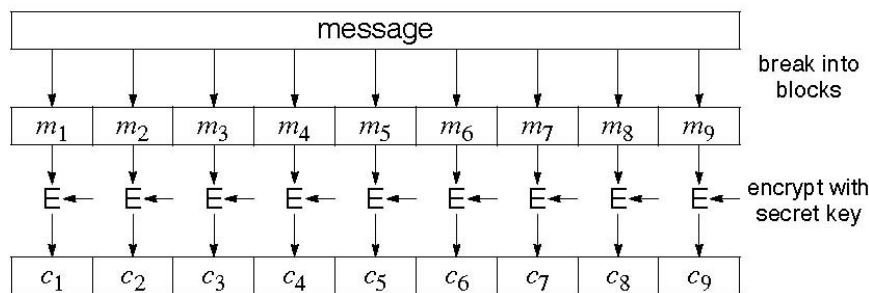 message
break into
blocks
m₁ m₂ m₃ m₄ m₅ m₆ m₇ m₈ m₉
E E E E E E E E E
encrypt with
secret key
c₁ c₂ c₃ c₄ c₅ c₆ c₇ c₈ c₉